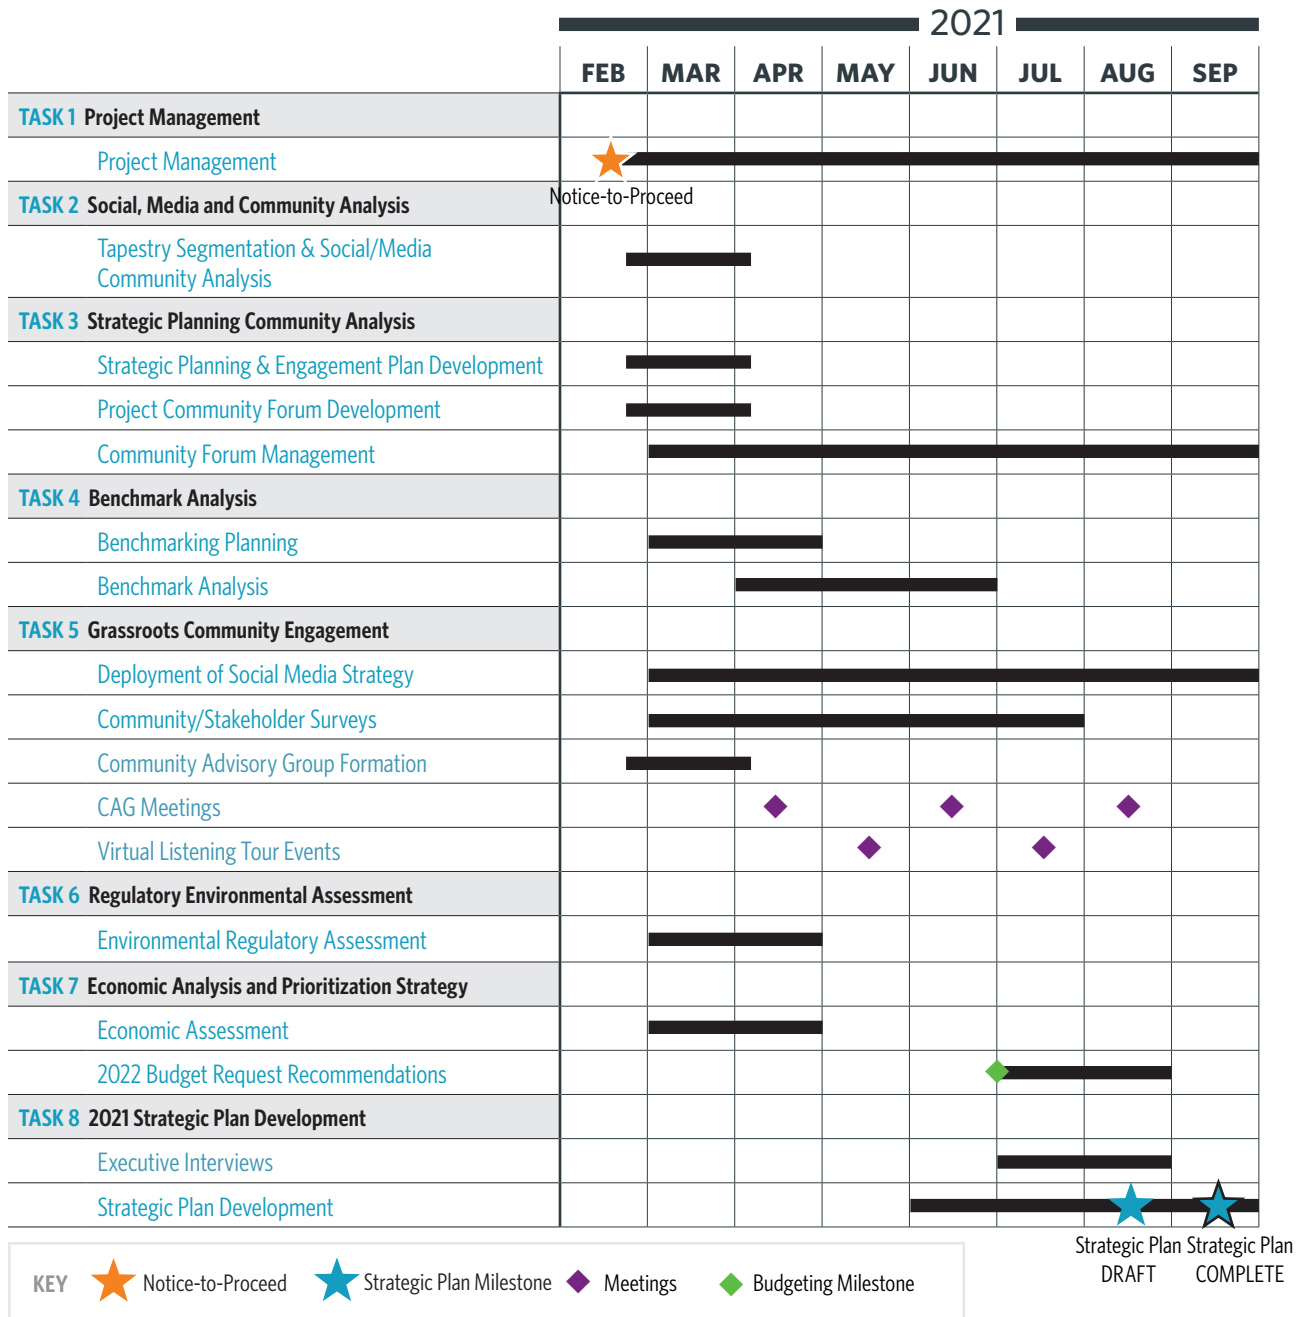 2021
FEB MAR APR MAY JUN JUL AUG SEP
TASK 1 Project Management
Project Management
Notice-to-Proceed
TASK 2 Social, Media and Community Analysis
Tapestry Segmentation & Social/Media
Community Analysis
TASK 3 Strategic Planning Community Analysis
Strategic Planning & Engagement Plan Development
Project Community Forum Development
Community Forum Management
TASK 4 Benchmark Analysis
Benchmarking Planning
Benchmark Analysis
TASK 5 Grassroots Community Engagement
Deployment of Social Media Strategy
Community/Stakeholder Surveys
Community Advisory Group Formation
CAG Meetings
Virtual Listening Tour Events
TASK 6 Regulatory Environmental Assessment
Environmental Regulatory Assessment
TASK 7 Economic Analysis and Prioritization Strategy
Economic Assessment
2022 Budget Request Recommendations
TASK 8 2021 Strategic Plan Development
Executive Interviews
Strategic Plan Development
Strategic Plan DRAFT
Strategic Plan COMPLETE
KEY Notice-to-Proceed Strategic Plan Milestone Meetings Budgeting Milestone